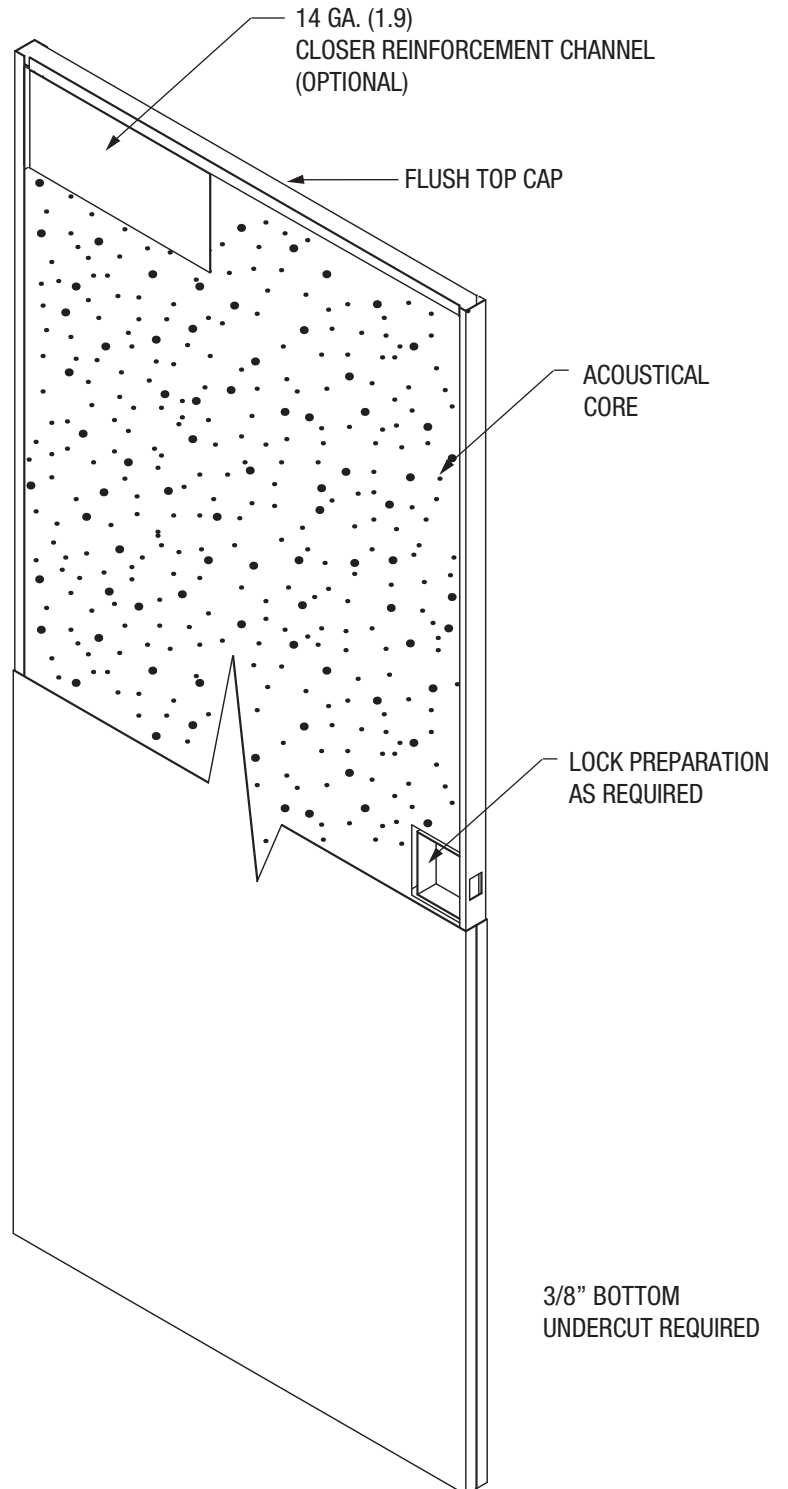 14 GA. (1.9)
CLOSER REINFORCEMENT CHANNEL
(OPTIONAL)
FLUSH TOP CAP
ACOUSTICAL
CORE
LOCK PREPARATION
AS REQUIRED
3/8” BOTTOM
UNDERCUT REQUIRED